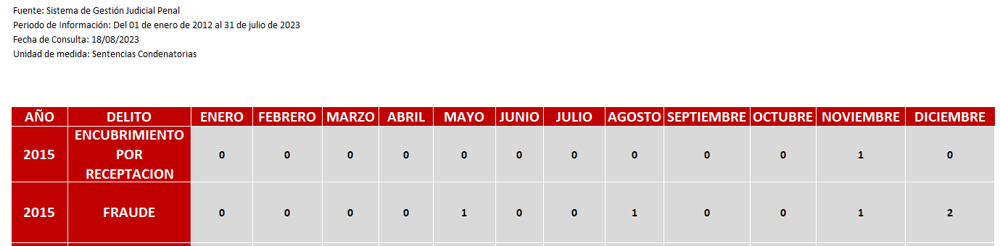 Fuente: Sistema de Gestión Judicial Penal
Periodo de Información: Del 01 de enero de 2012 al 31 de julio de 2023
Fecha de Consulta: 18/08/2023
Unidad de medida: Sentencias Condenatorias
AÑO DELITO ENERO FEBRERO MARZO ABRIL MAYO JUNIO JULIO AGOSTO SEPTIEMBRE OCTUBRE NOVIEMBRE DICIEMBRE
ENCUBRIMIENTO
2015 POR 0 0 0 0 0 0 0 0 0 0 1 0
RECEPTACION
2015 FRAUDE 0 0 0 0 1 0 0 1 0 0 1 2